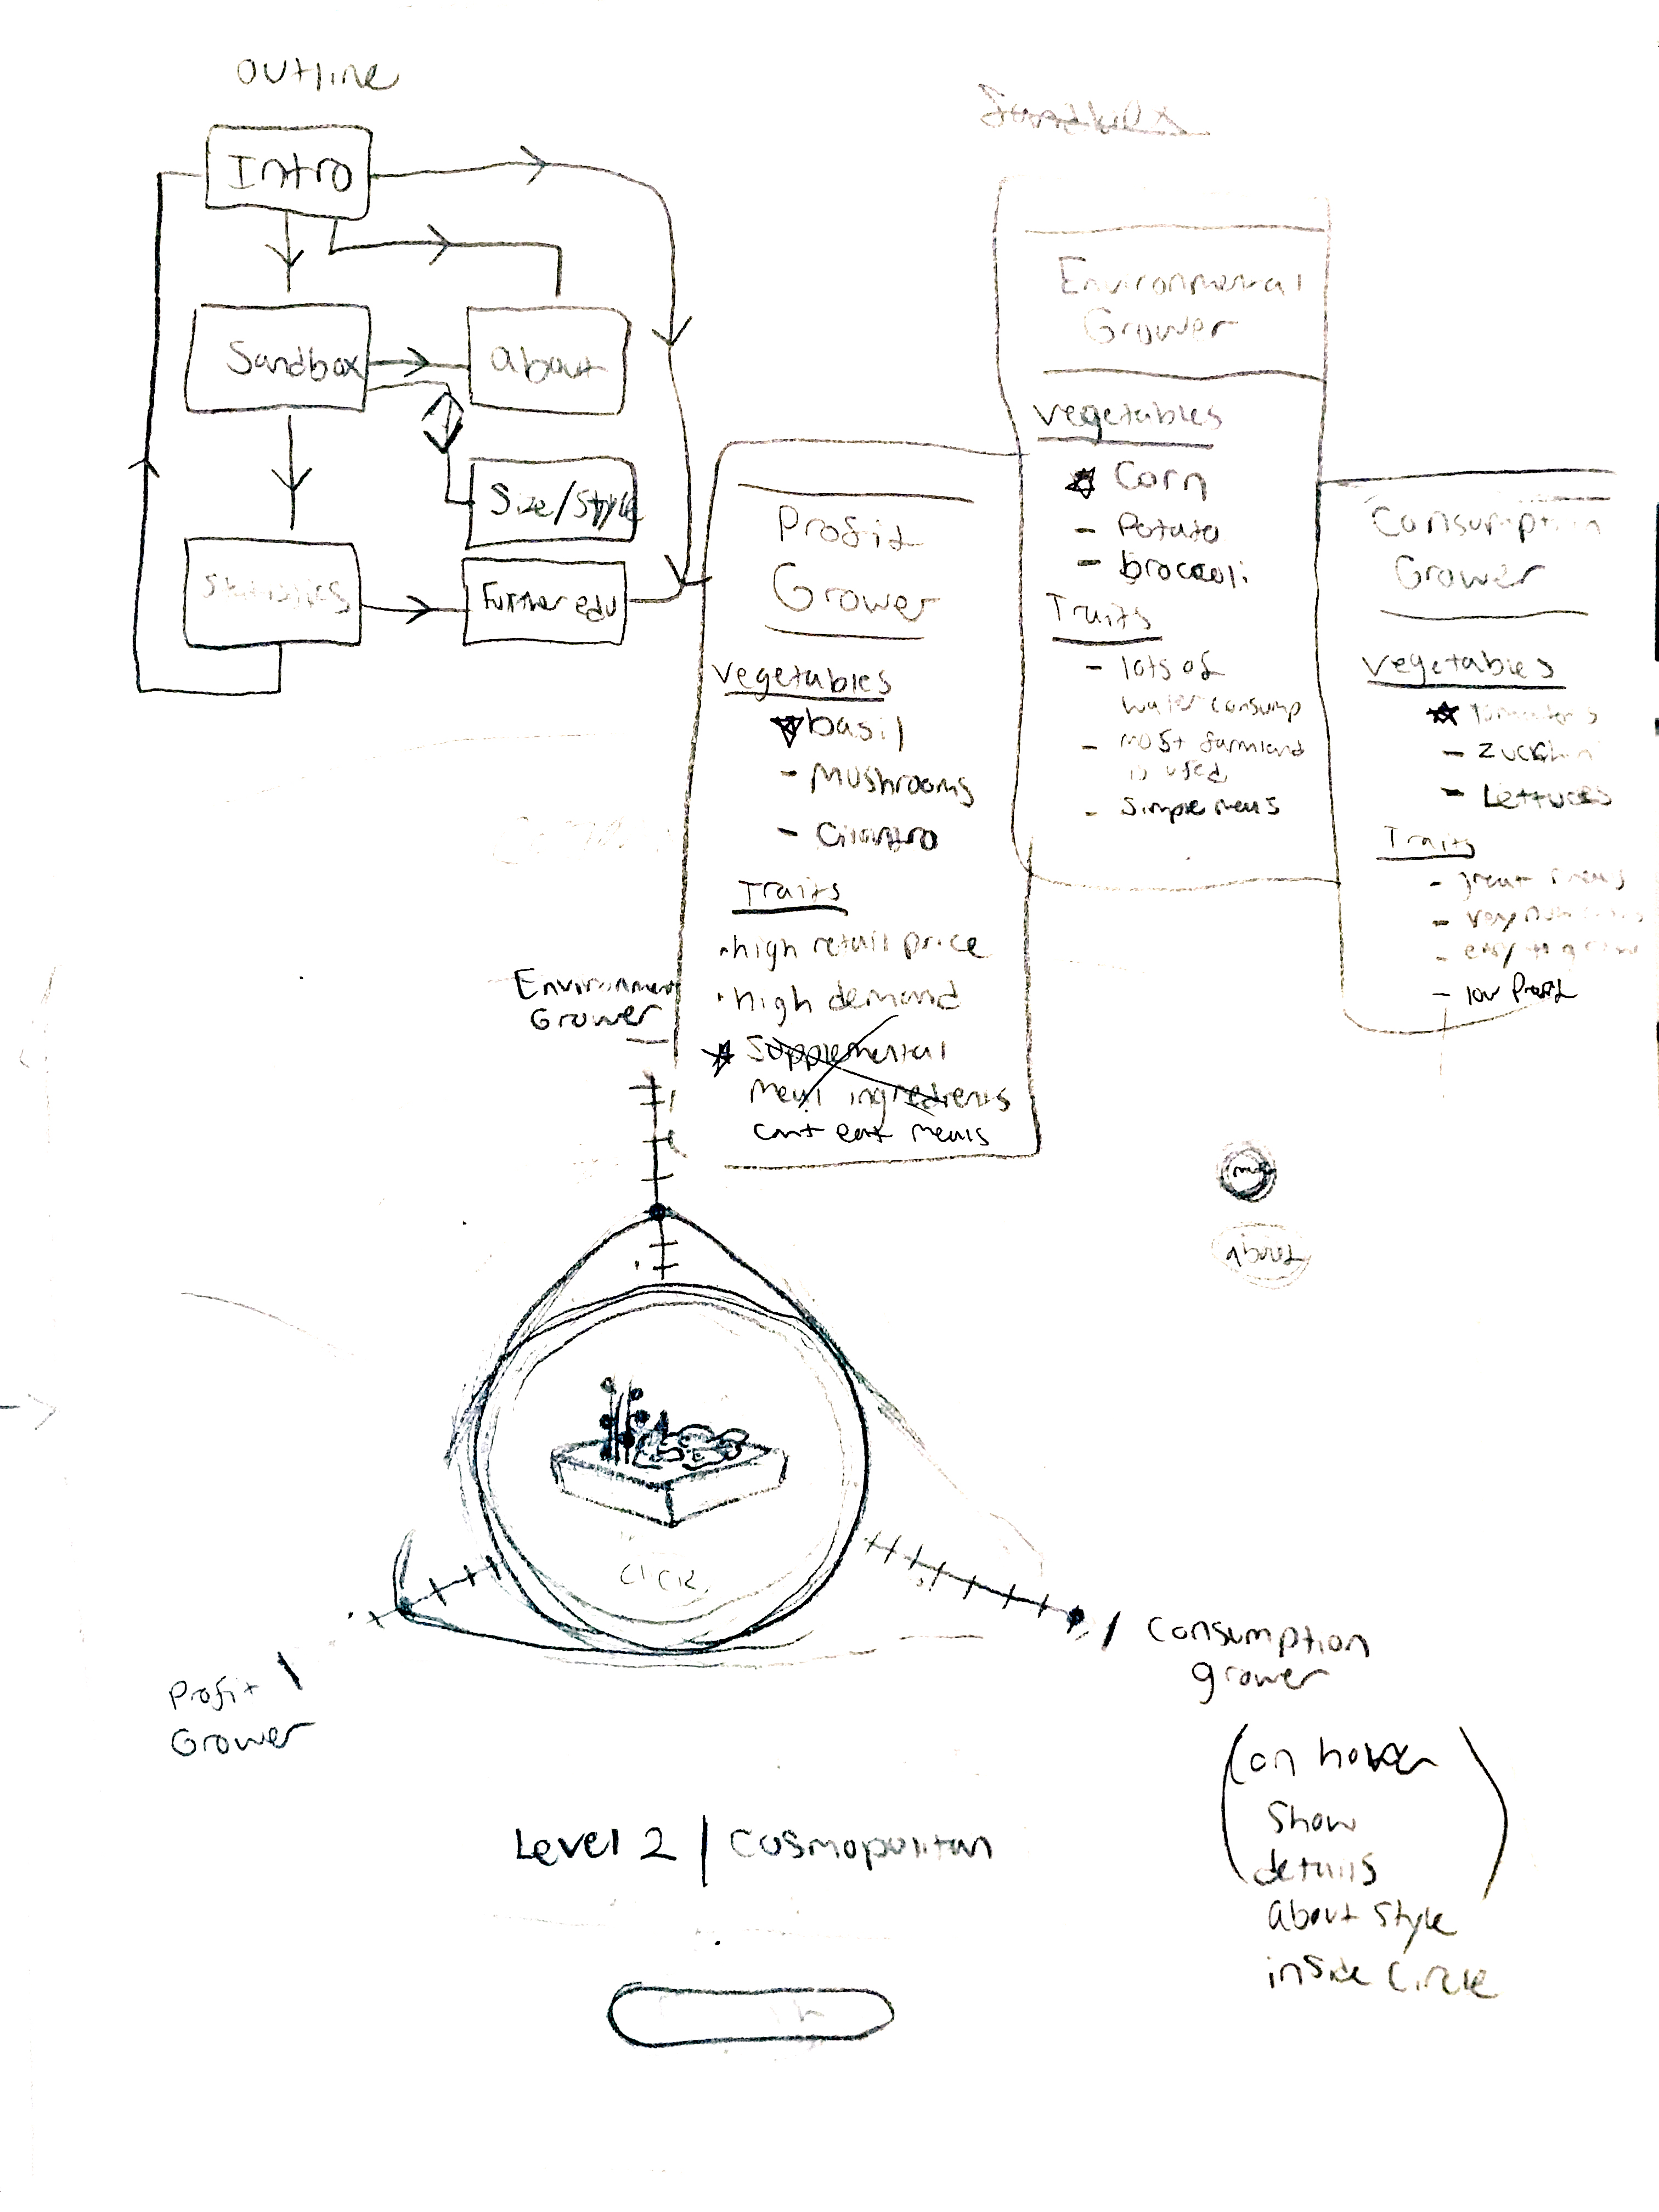 OUTLINE
Intro
Sandbox
about
Size/Style
Statistics
Further edu
Environmental
Grower
vegetables
Corn
- Potato
- broccoli
Traits
- lots of
water consump
- most farmland
is used
- simple meals
Profit
Grower
vegetables
basil
- Mushrooms
- Cilantro
Traits
· high retail price
· high demand
Supplemental
meal ingredients
cant eat meals
Consumption
Grower
vegetables
tomatoes
- zucchini
- Lettuces
Traits
- great meals
- very
- easy to grow
- low profit
Environment
Grower
about
CLICK
Profit
Grower
Consumption
grower
(on hover
show
details)
about style
inside circle
Level 2 | Cosmopolitan